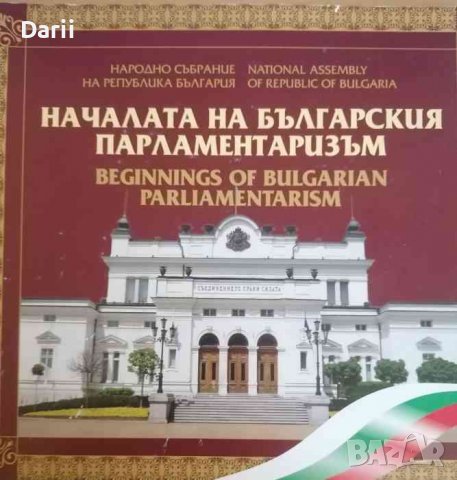 Darii
НАРОДНО СЪБРАНИЕ
НА РЕПУБЛИКА БЪЛГАРИЯ
NATIONAL ASSEMBLY
OF REPUBLIC OF BULGARIA
НАЧАЛАТА НА БЪЛГАРСКИЯ
ПАРЛАМЕНТАРИЗЪМ
BEGINNINGS OF BULGARIAN
PARLIAMENTARISM
СЪЕДИНЕНИЕТО ПРАВИ СИЛАТА
BAZAR